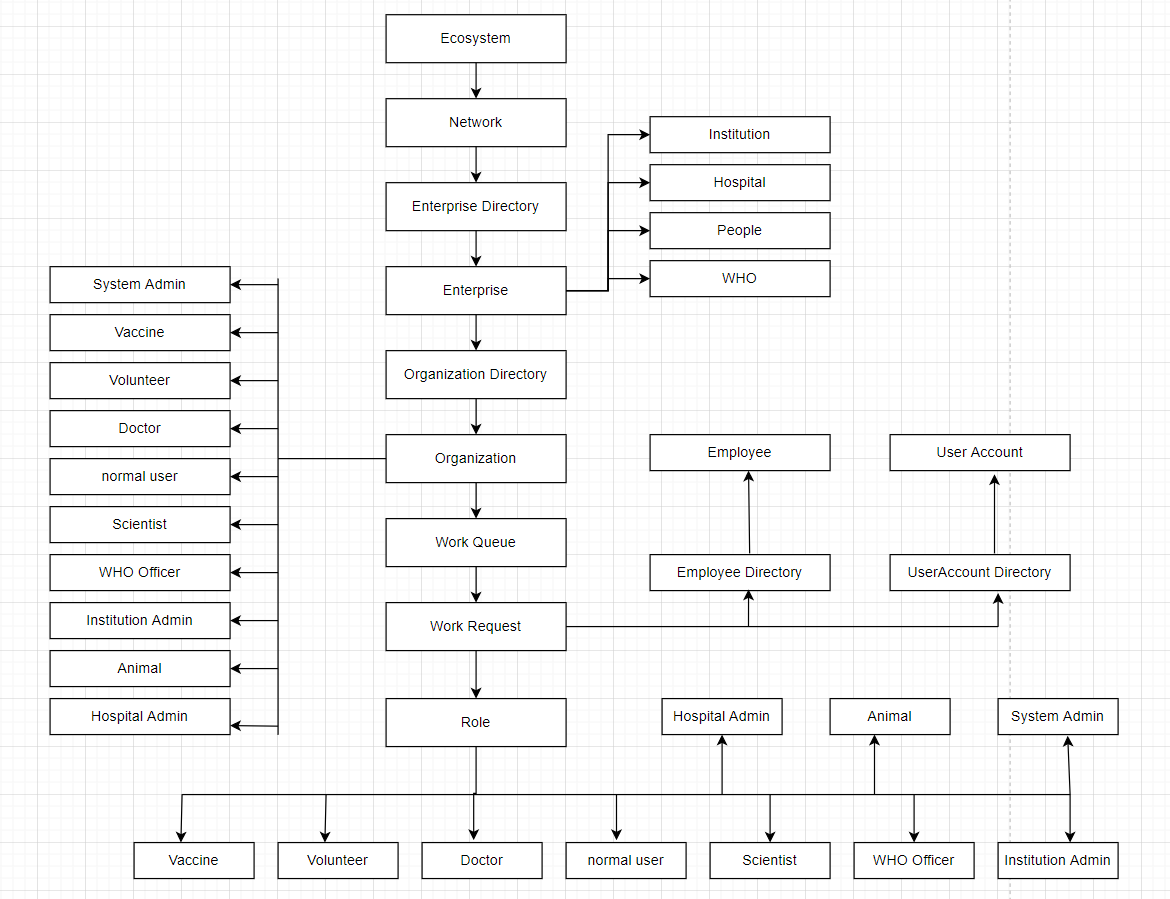 Ecosystem
Network
Institution
Hospital
Enterprise Directory
People
WHO
System Admin
Enterprise
Vaccine
Organization Directory
Volunteer
Doctor
Organization
Employee
User Account
normal user
Scientist
Work Queue
WHO Officer
Employee Directory
UserAccount Directory
Institution Admin
Work Request
Animal
Hospital Admin
Role
Hospital Admin
Animal
System Admin
Vaccine
Volunteer
Doctor
normal user
Scientist
WHO Officer
Institution Admin